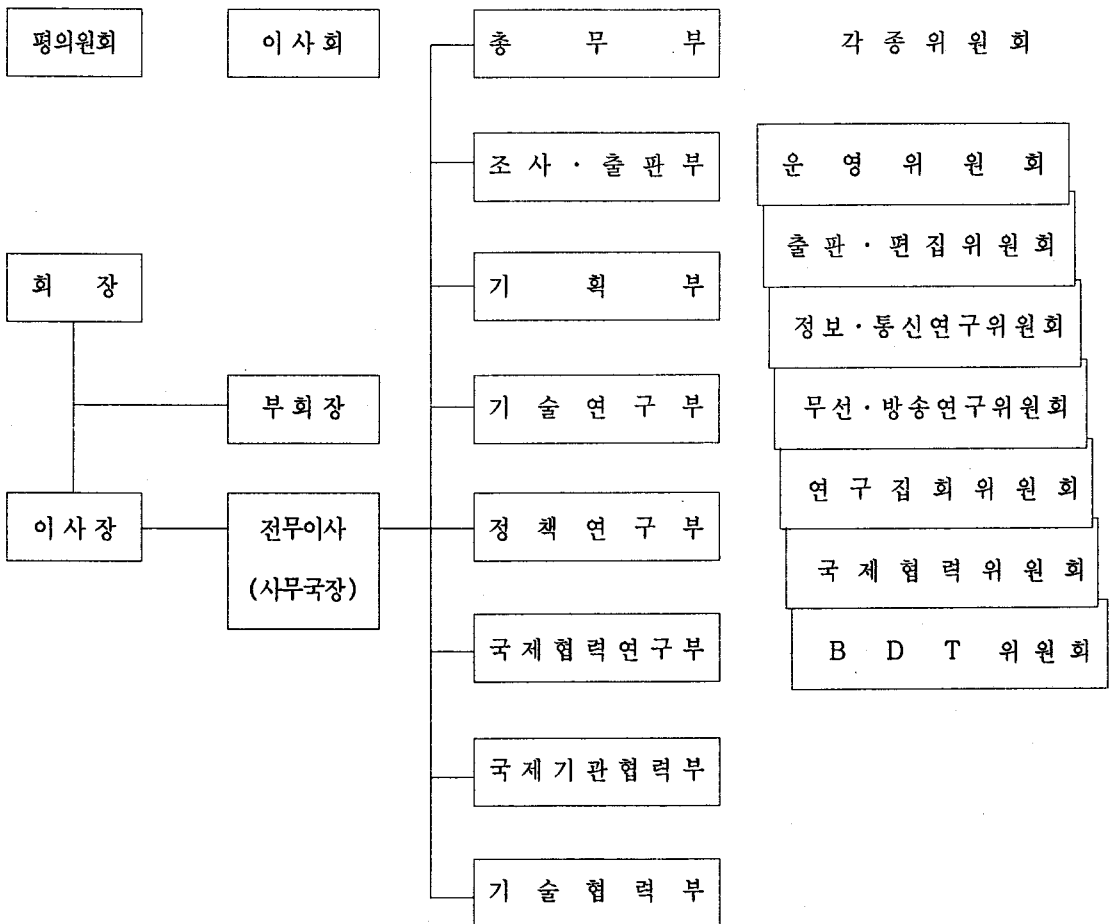 평의원회
이사회
총무부
각종위원회
조사·출판부
운영위원회
출판·편집위원회
회장
기획부
정보·통신연구위원회
부회장
기술연구부
무선·방송연구위원회
연구집회위원회
이사장
전무이사
(사무국장)
정책연구부
국제협력위원회
국제협력연구부
BDT 위원회
국제기관협력부
기술협력부